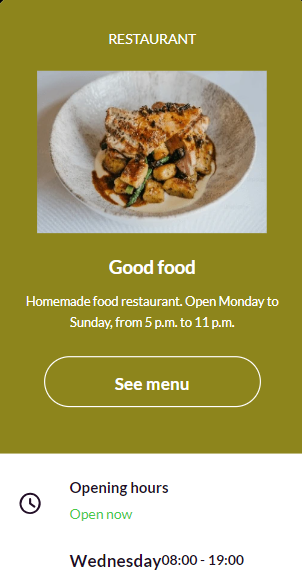 RESTAURANT
Good food
Homemade food restaurant. Open Monday to
Sunday, from 5 p.m. to 11 p.m.
See menu
Opening hours
Open now
Wednesday08:00 - 19:00